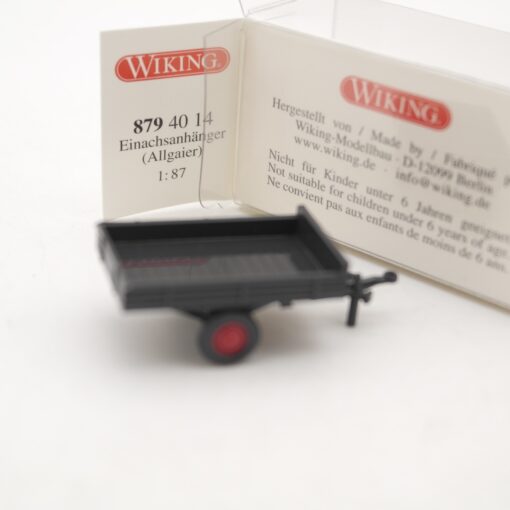 WIKING
879 40 14
Einachsanhänger
(Allgaier)
1:87
WIKING
Hergestellt von / Made by / Fabriqué
Wiking-Modellbau · D-12099 Berlin
www.wiking.de · info@wiking.de
Nicht für Kinder unter 6 Jahren geeignet
Not suitable for children under 6 years of age.
Ne convient pas aux enfants de moins de 6 ans.